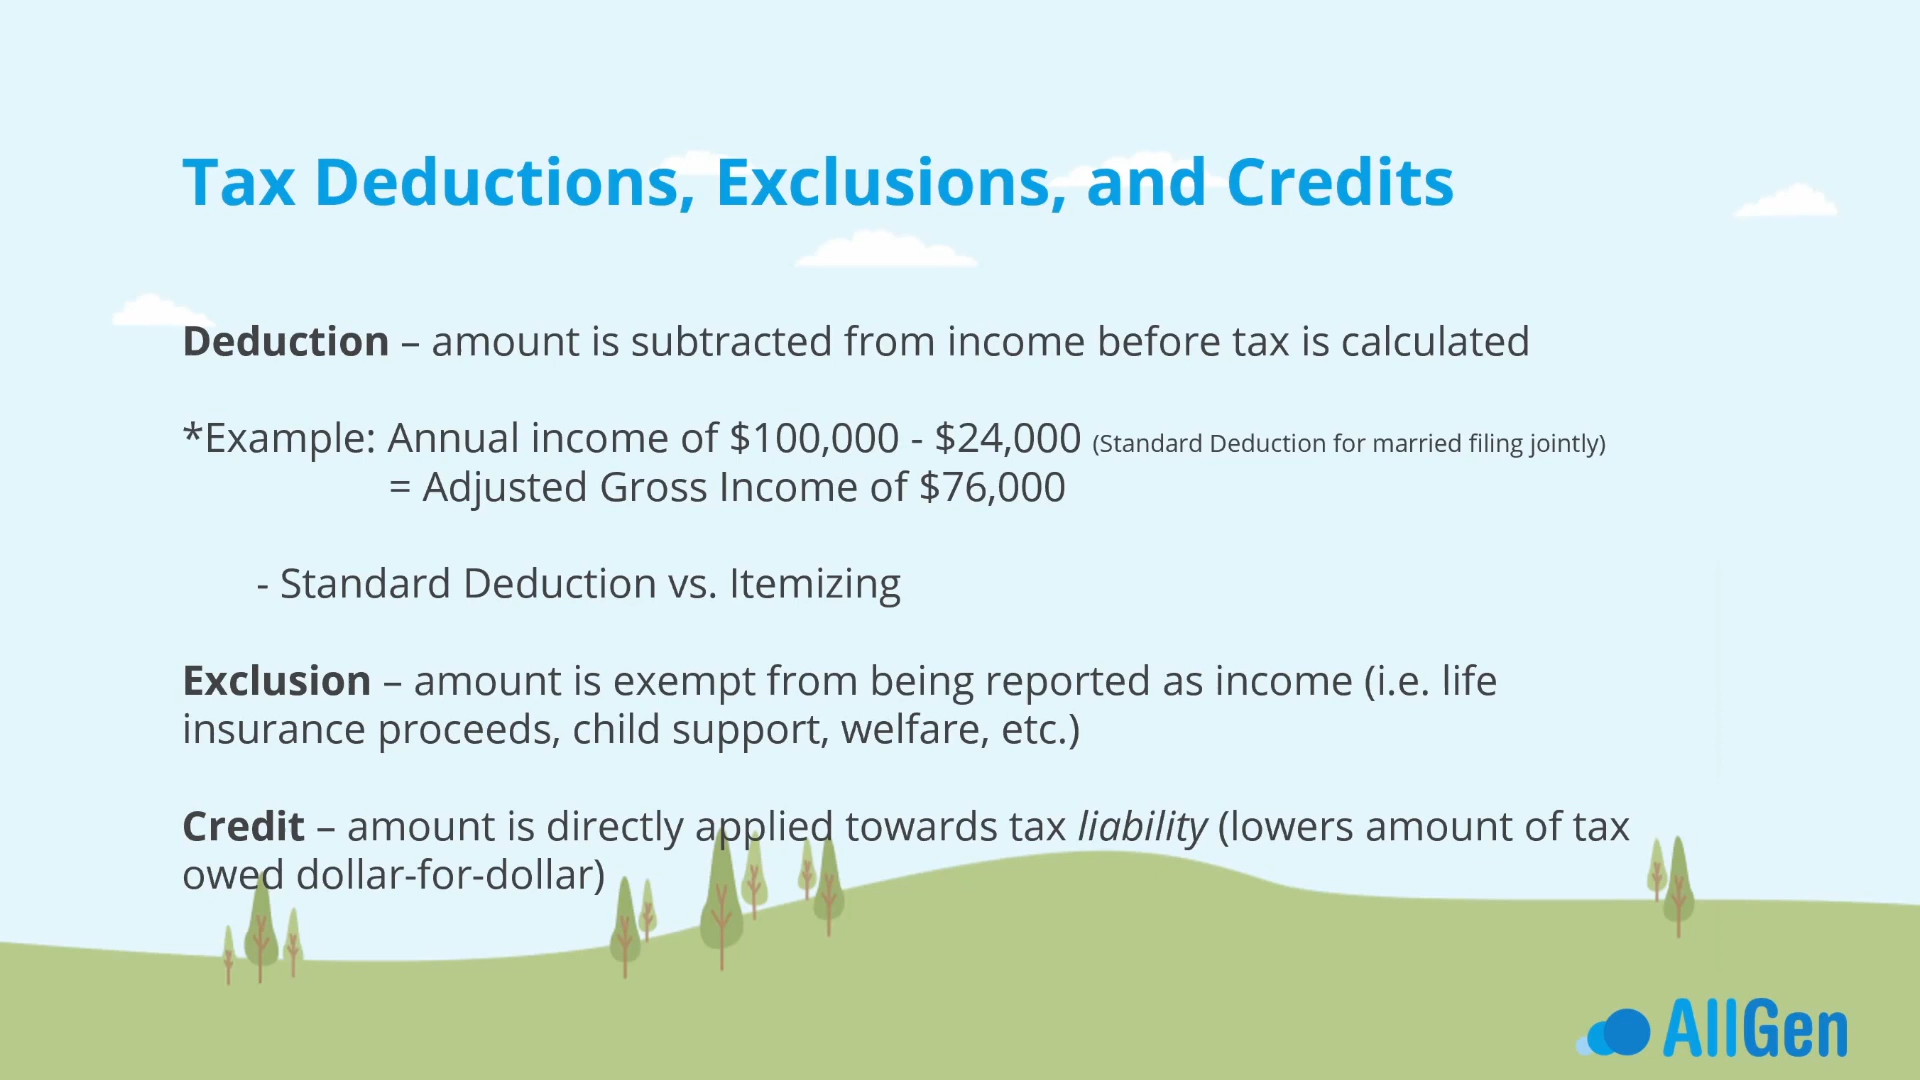 Tax Deductions, Exclusions, and Credits
Deduction – amount is subtracted from income before tax is calculated
*Example: Annual income of $100,000 - $24,000 (Standard Deduction for married filing jointly)
= Adjusted Gross Income of $76,000
- Standard Deduction vs. Itemizing
Exclusion – amount is exempt from being reported as income (i.e. life
insurance proceeds, child support, welfare, etc.)
Credit – amount is directly applied towards tax liability (lowers amount of tax
owed dollar-for-dollar)
AllGen